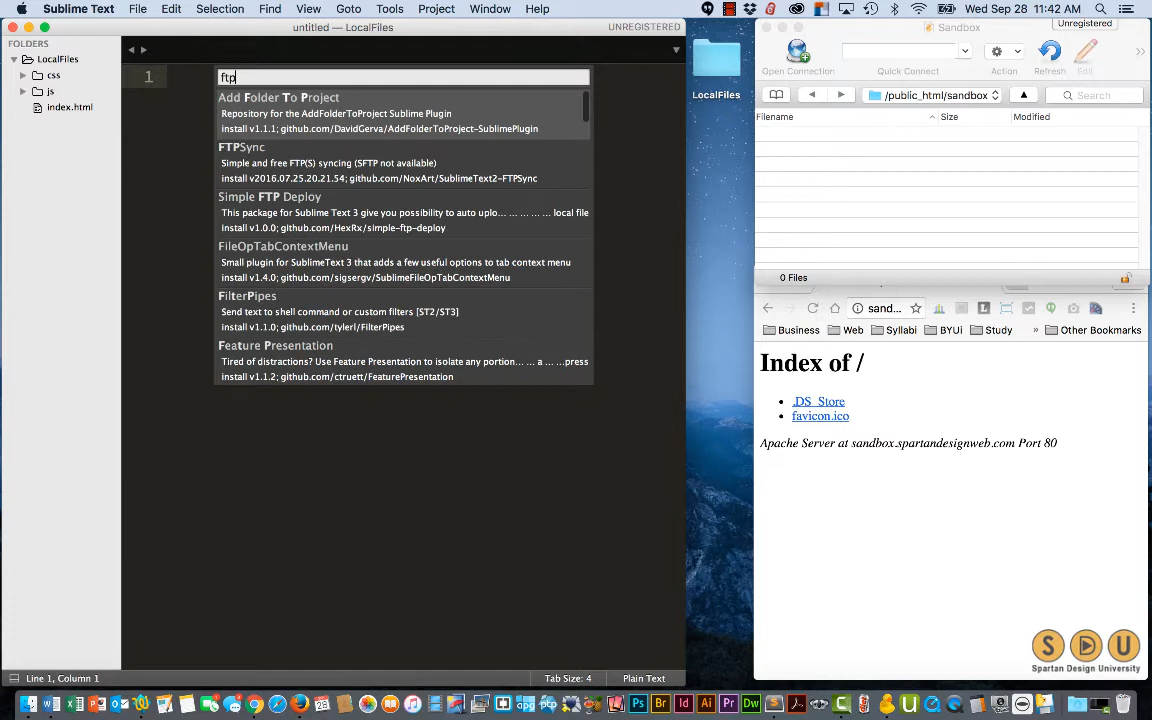 Sublime Text File Edit Selection Find View Goto Tools Project Window Help
Wed Sep 28 11:42 AM
untitled — LocalFiles
UNREGISTERED
FOLDERS
LocalFiles
css
js
index.html
1
ftp
Add Folder To Project
Repository for the AddFolderToProject Sublime Plugin
install v1.1.1; github.com/DavidGerva/AddFolderToProject-SublimePlugin
FTPSync
Simple and free FTP(S) syncing (SFTP not available)
install v2016.07.25.20.21.54; github.com/NoxArt/SublimeText2-FTPSync
Simple FTP Deploy
This package for Sublime Text 3 give you possibility to auto uplo... ... ... ... local file
install v1.0.0; github.com/HexRx/simple-ftp-deploy
FileOpTabContextMenu
Small plugin for SublimeText 3 that adds a few useful options to tab context menu
install v1.4.0; github.com/sigsergv/SublimeFileOpTabContextMenu
FilterPipes
Send text to shell command or custom filters [ST2/ST3]
install v1.1.0; github.com/tylerl/FilterPipes
Feature Presentation
Tired of distractions? Use Feature Presentation to isolate any portion... ... a ... ...press
install v1.1.2; github.com/ctruett/FeaturePresentation
Line 1, Column 1
Tab Size: 4
Plain Text
LocalFiles
Sandbox
Unregistered
Open Connection
Quick Connect
Action
Refresh
Edit
/public_html/sandbox
Search
Filename
Size
Modified
0 Files
sand...
Business Web Syllabi BYUi Study » Other Bookmarks
Index of /
.DS_Store
favicon.ico
Apache Server at sandbox.spartandesignweb.com Port 80
S D U
Spartan Design University
Ps Br Id Ai Pr Dw